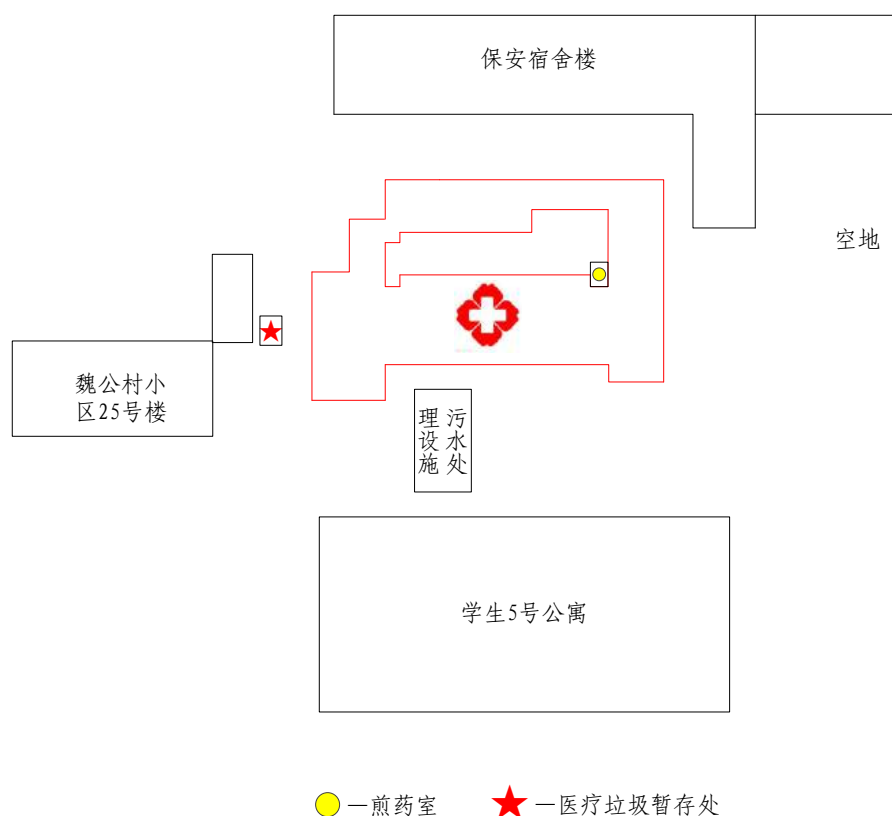 保安宿舍楼
空地
魏公村小
区25号楼
污水处
理设施
学生5号公寓
—煎药室
—医疗垃圾暂存处